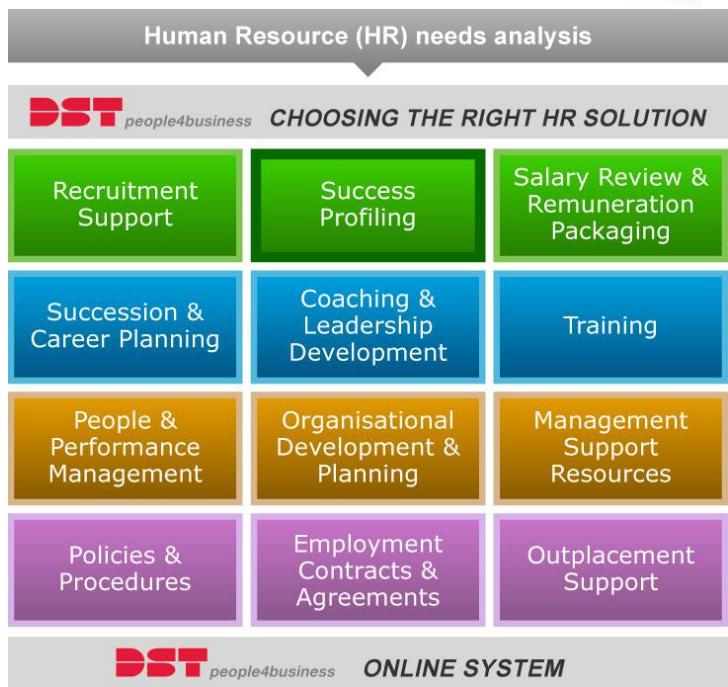 Human Resource (HR) needs analysis
DST people4business CHOOSING THE RIGHT HR SOLUTION
Recruitment
Support
Success
Profiling
Salary Review &
Remuneration
Packaging
Succession &
Career Planning
Coaching &
Leadership
Development
Training
People &
Performance
Management
Organisational
Development &
Planning
Management
Support
Resources
Policies &
Procedures
Employment
Contracts &
Agreements
Outplacement
Support
DST people4business ONLINE SYSTEM